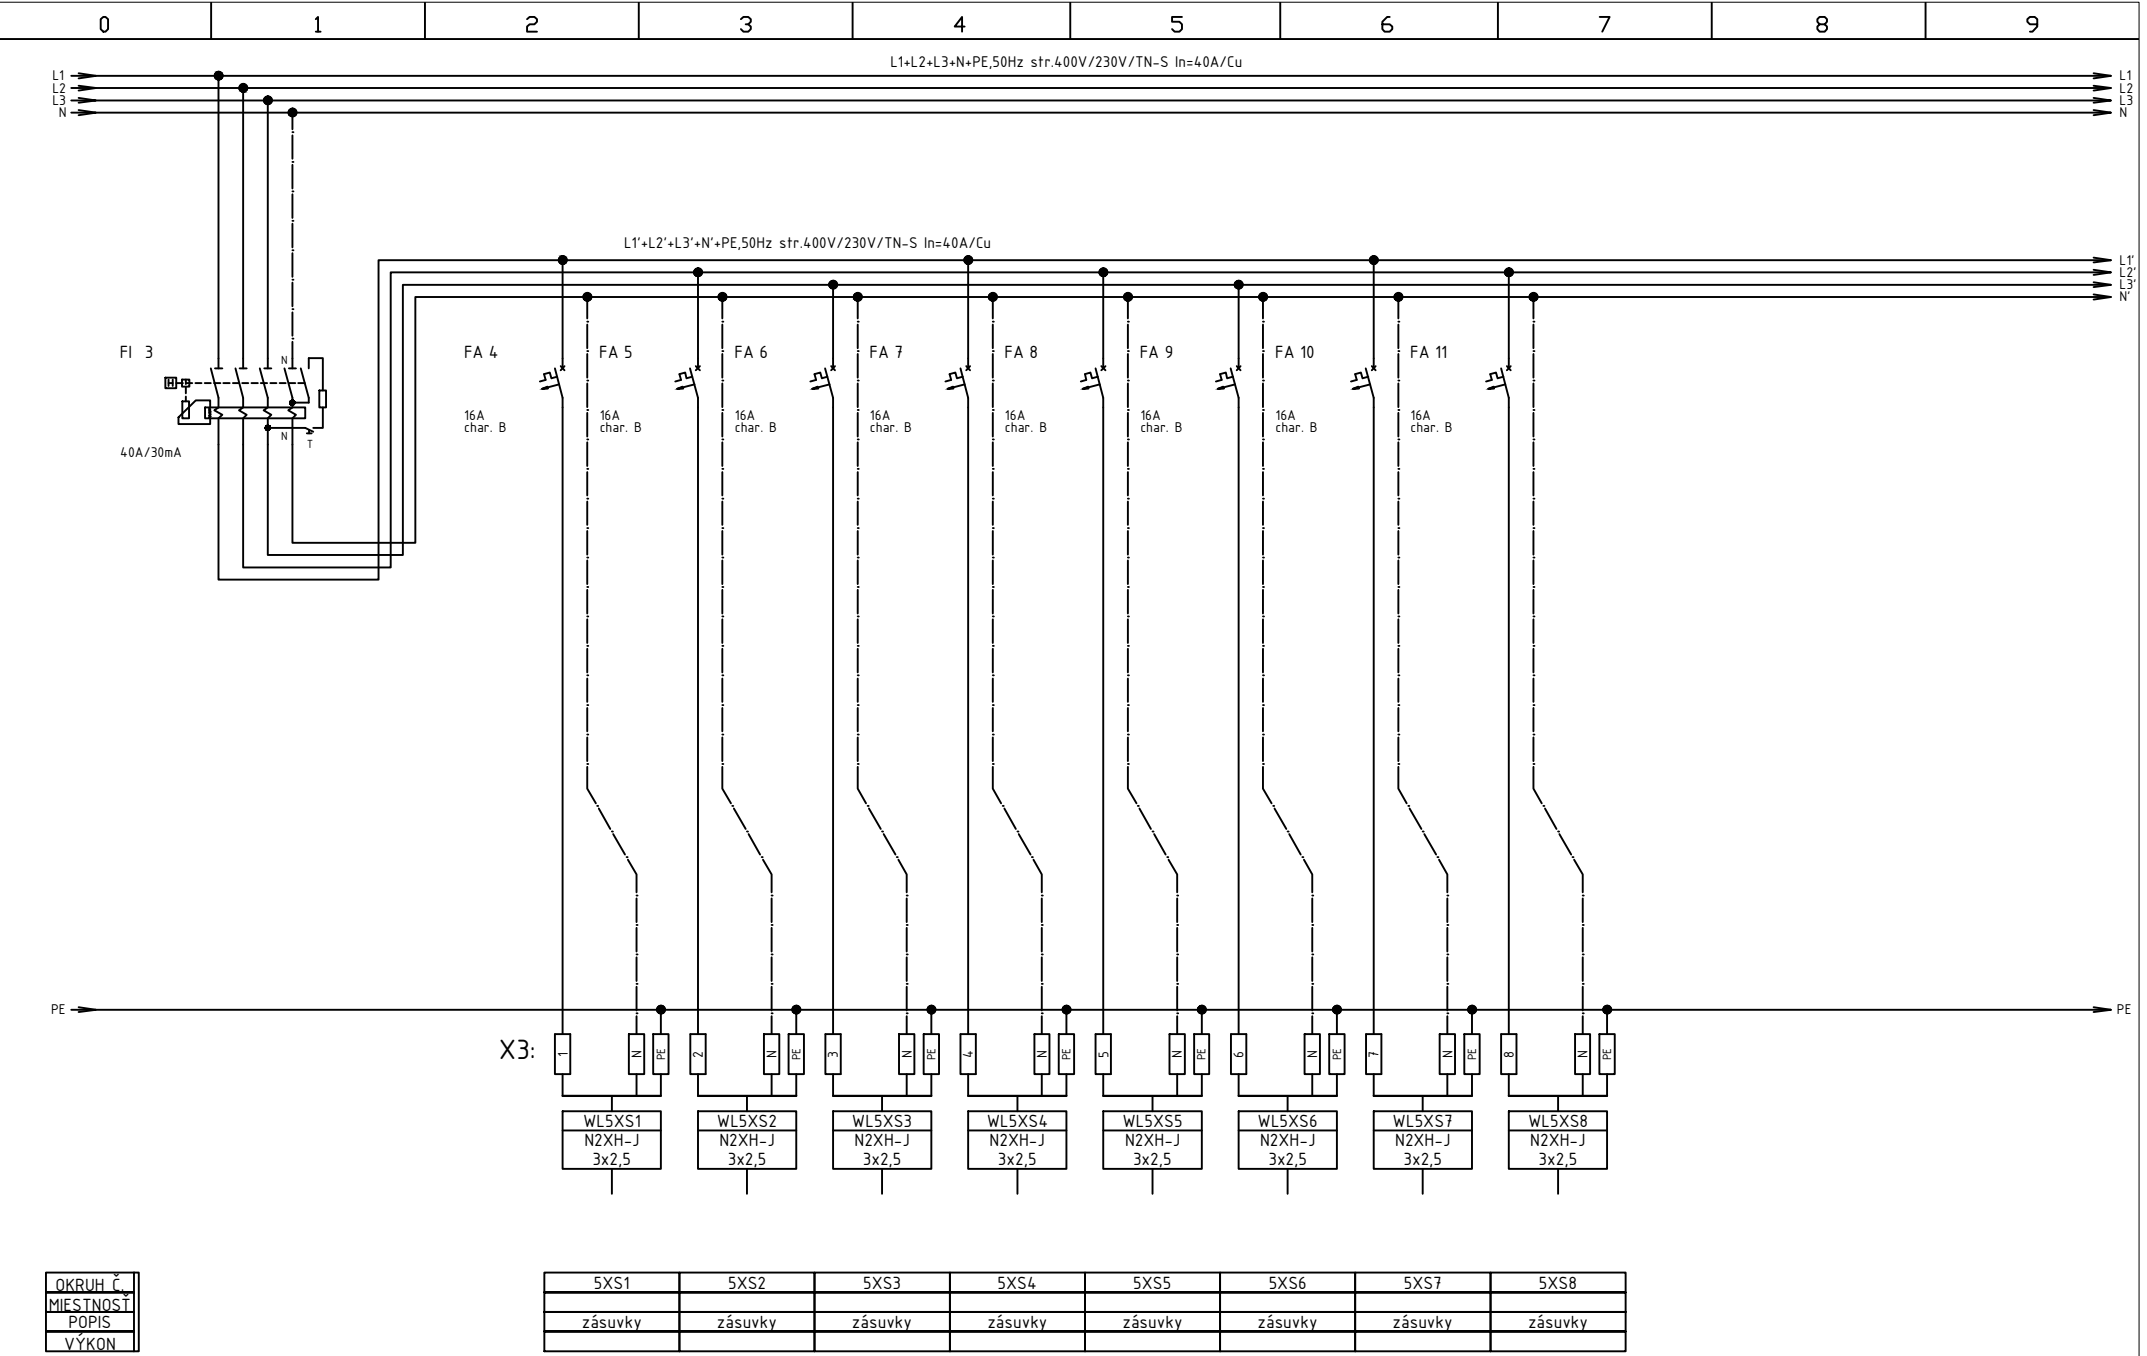 0 1 2 3 4 5 6 7 8 9
L1+L2+L3+N+PE,50Hz str.400V/230V/TN-S In=40A/Cu
L1 L1
L2 L2
L3 L3
N N
L1'+L2'+L3'+N'+PE,50Hz str.400V/230V/TN-S In=40A/Cu
L1'
L2'
L3'
N'
FI 3 FA 4 FA 5 FA 6 FA 7 FA 8 FA 9 FA 10 FA 11
N
16A 16A 16A 16A 16A 16A 16A 16A
char. B char. B char. B char. B char. B char. B char. B char. B
N T
40A/30mA
PE PE
X3: 1 N PE 2 N PE 3 N PE 4 N PE 5 N PE 6 N PE 7 N PE 8 N PE
WL5XS1 WL5XS2 WL5XS3 WL5XS4 WL5XS5 WL5XS6 WL5XS7 WL5XS8
N2XH-J N2XH-J N2XH-J N2XH-J N2XH-J N2XH-J N2XH-J N2XH-J
3x2,5 3x2,5 3x2,5 3x2,5 3x2,5 3x2,5 3x2,5 3x2,5
OKRUH Č. 5XS1 5XS2 5XS3 5XS4 5XS5 5XS6 5XS7 5XS8
MIESTNOSŤ
POPIS zásuvky zásuvky zásuvky zásuvky zásuvky zásuvky zásuvky zásuvky
VÝKON